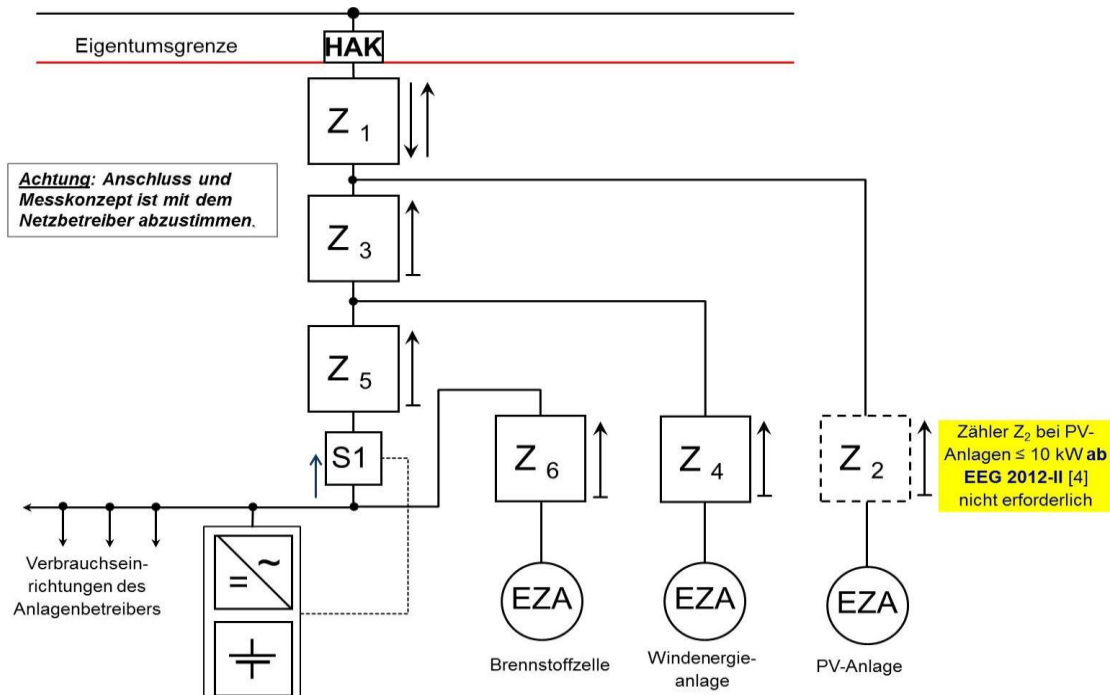 Eigentumsgrenze
HAK
Z 1
Achtung: Anschluss und
Messkonzept ist mit dem
Netzbetreiber abzustimmen.
Z 3
Z 5
S1
Z 6
Z 4
Z 2
Zähler Z2 bei PV-
Anlagen ≤ 10 kW ab
EEG 2012-II [4]
nicht erforderlich
Verbrauchsein-
richtungen des
Anlagenbetreibers
= ~
EZA
EZA
EZA
Brennstoffzelle
Windenergie-
anlage
PV-Anlage